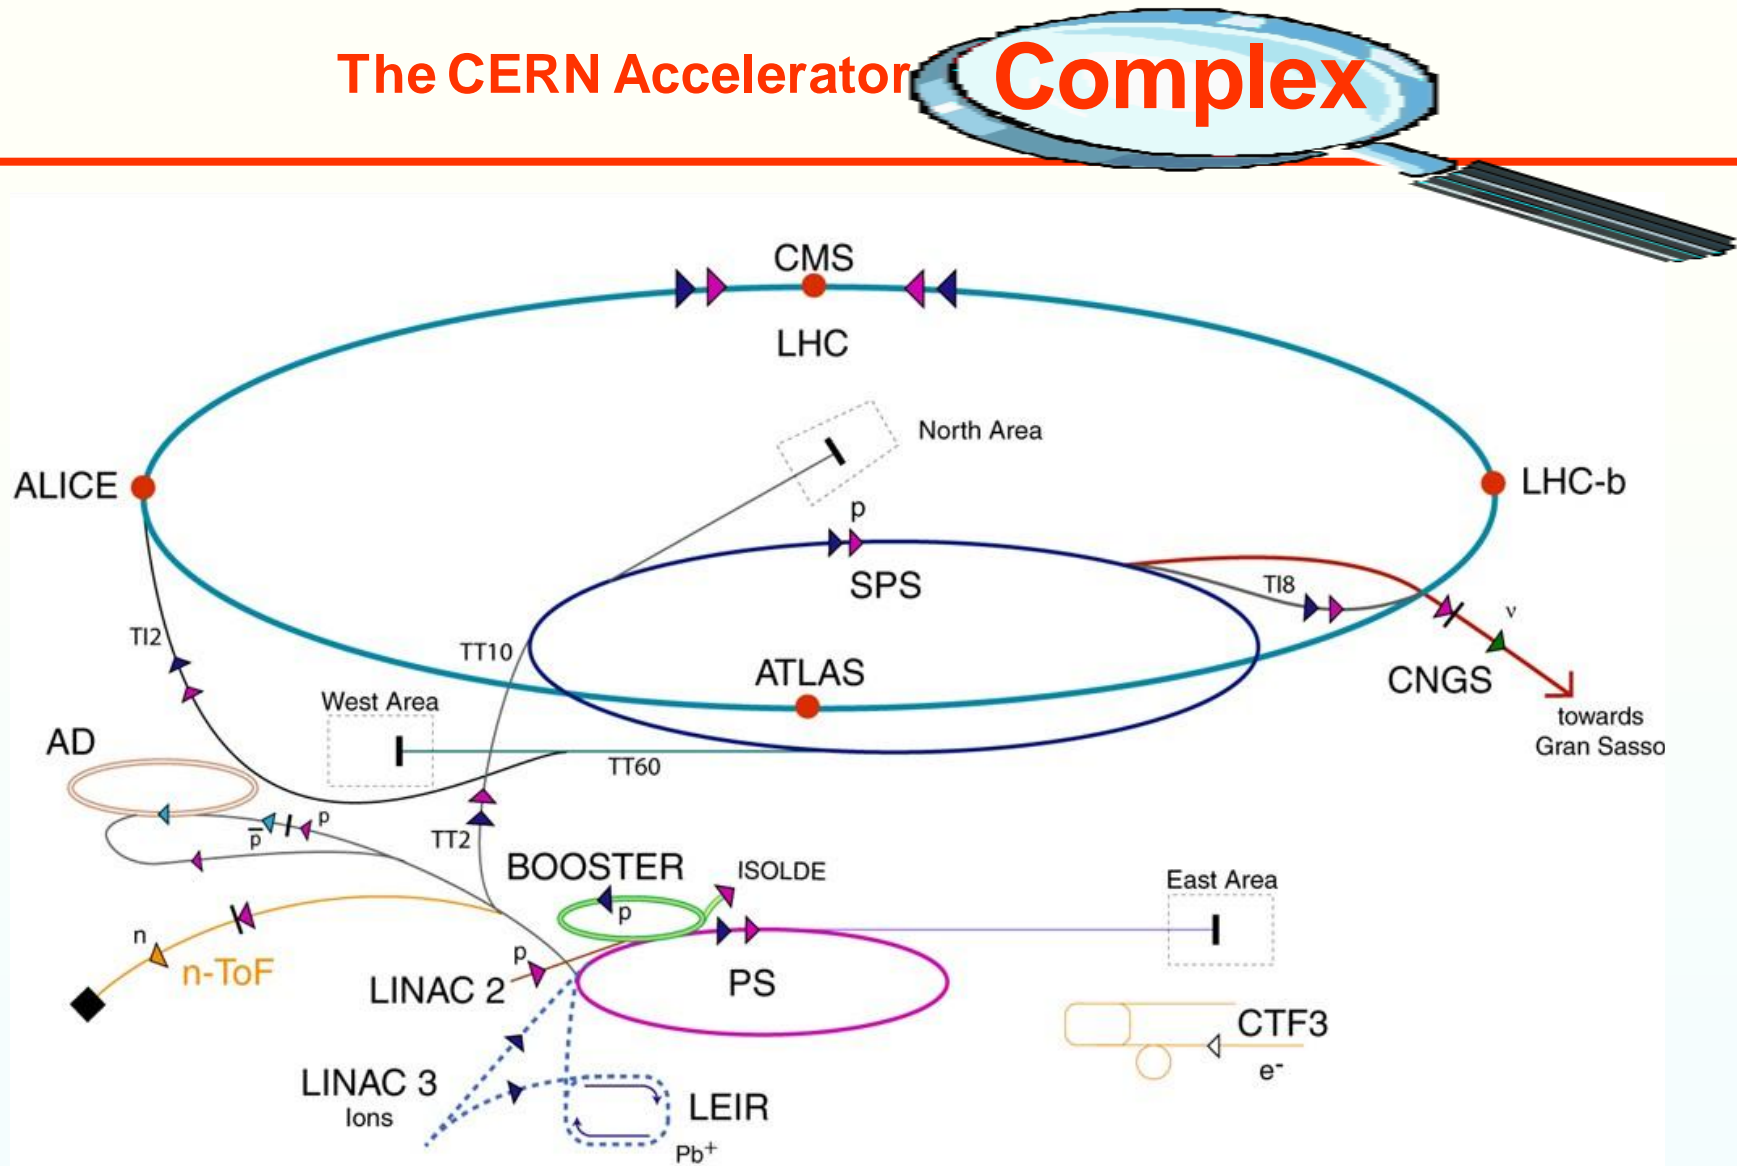 The CERN Accelerator Complex
CMS
LHC
North Area
ALICE
LHC-b
p
SPS
TI8
ν
TI2
TT10
ATLAS
CNGS
West Area
towards
Gran Sasso
AD
TT60
p
p̅
TT2
BOOSTER
ISOLDE
East Area
p
n
p
n-ToF
LINAC 2
PS
CTF3
e-
LINAC 3
Ions
LEIR
Pb+